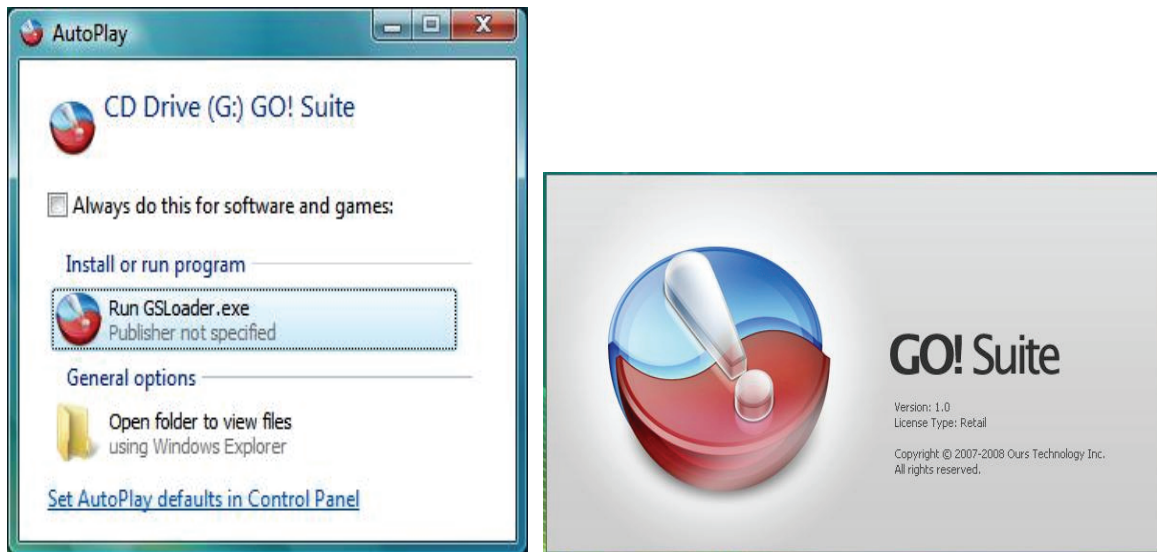 AutoPlay
CD Drive (G:) GO! Suite
Always do this for software and games:
Install or run program
Run GSLoader.exe
Publisher not specified
General options
Open folder to view files
using Windows Explorer
Set AutoPlay defaults in Control Panel
GO! Suite
Version: 1.0
License Type: Retail
Copyright © 2007-2008 Ours Technology Inc.
All rights reserved.